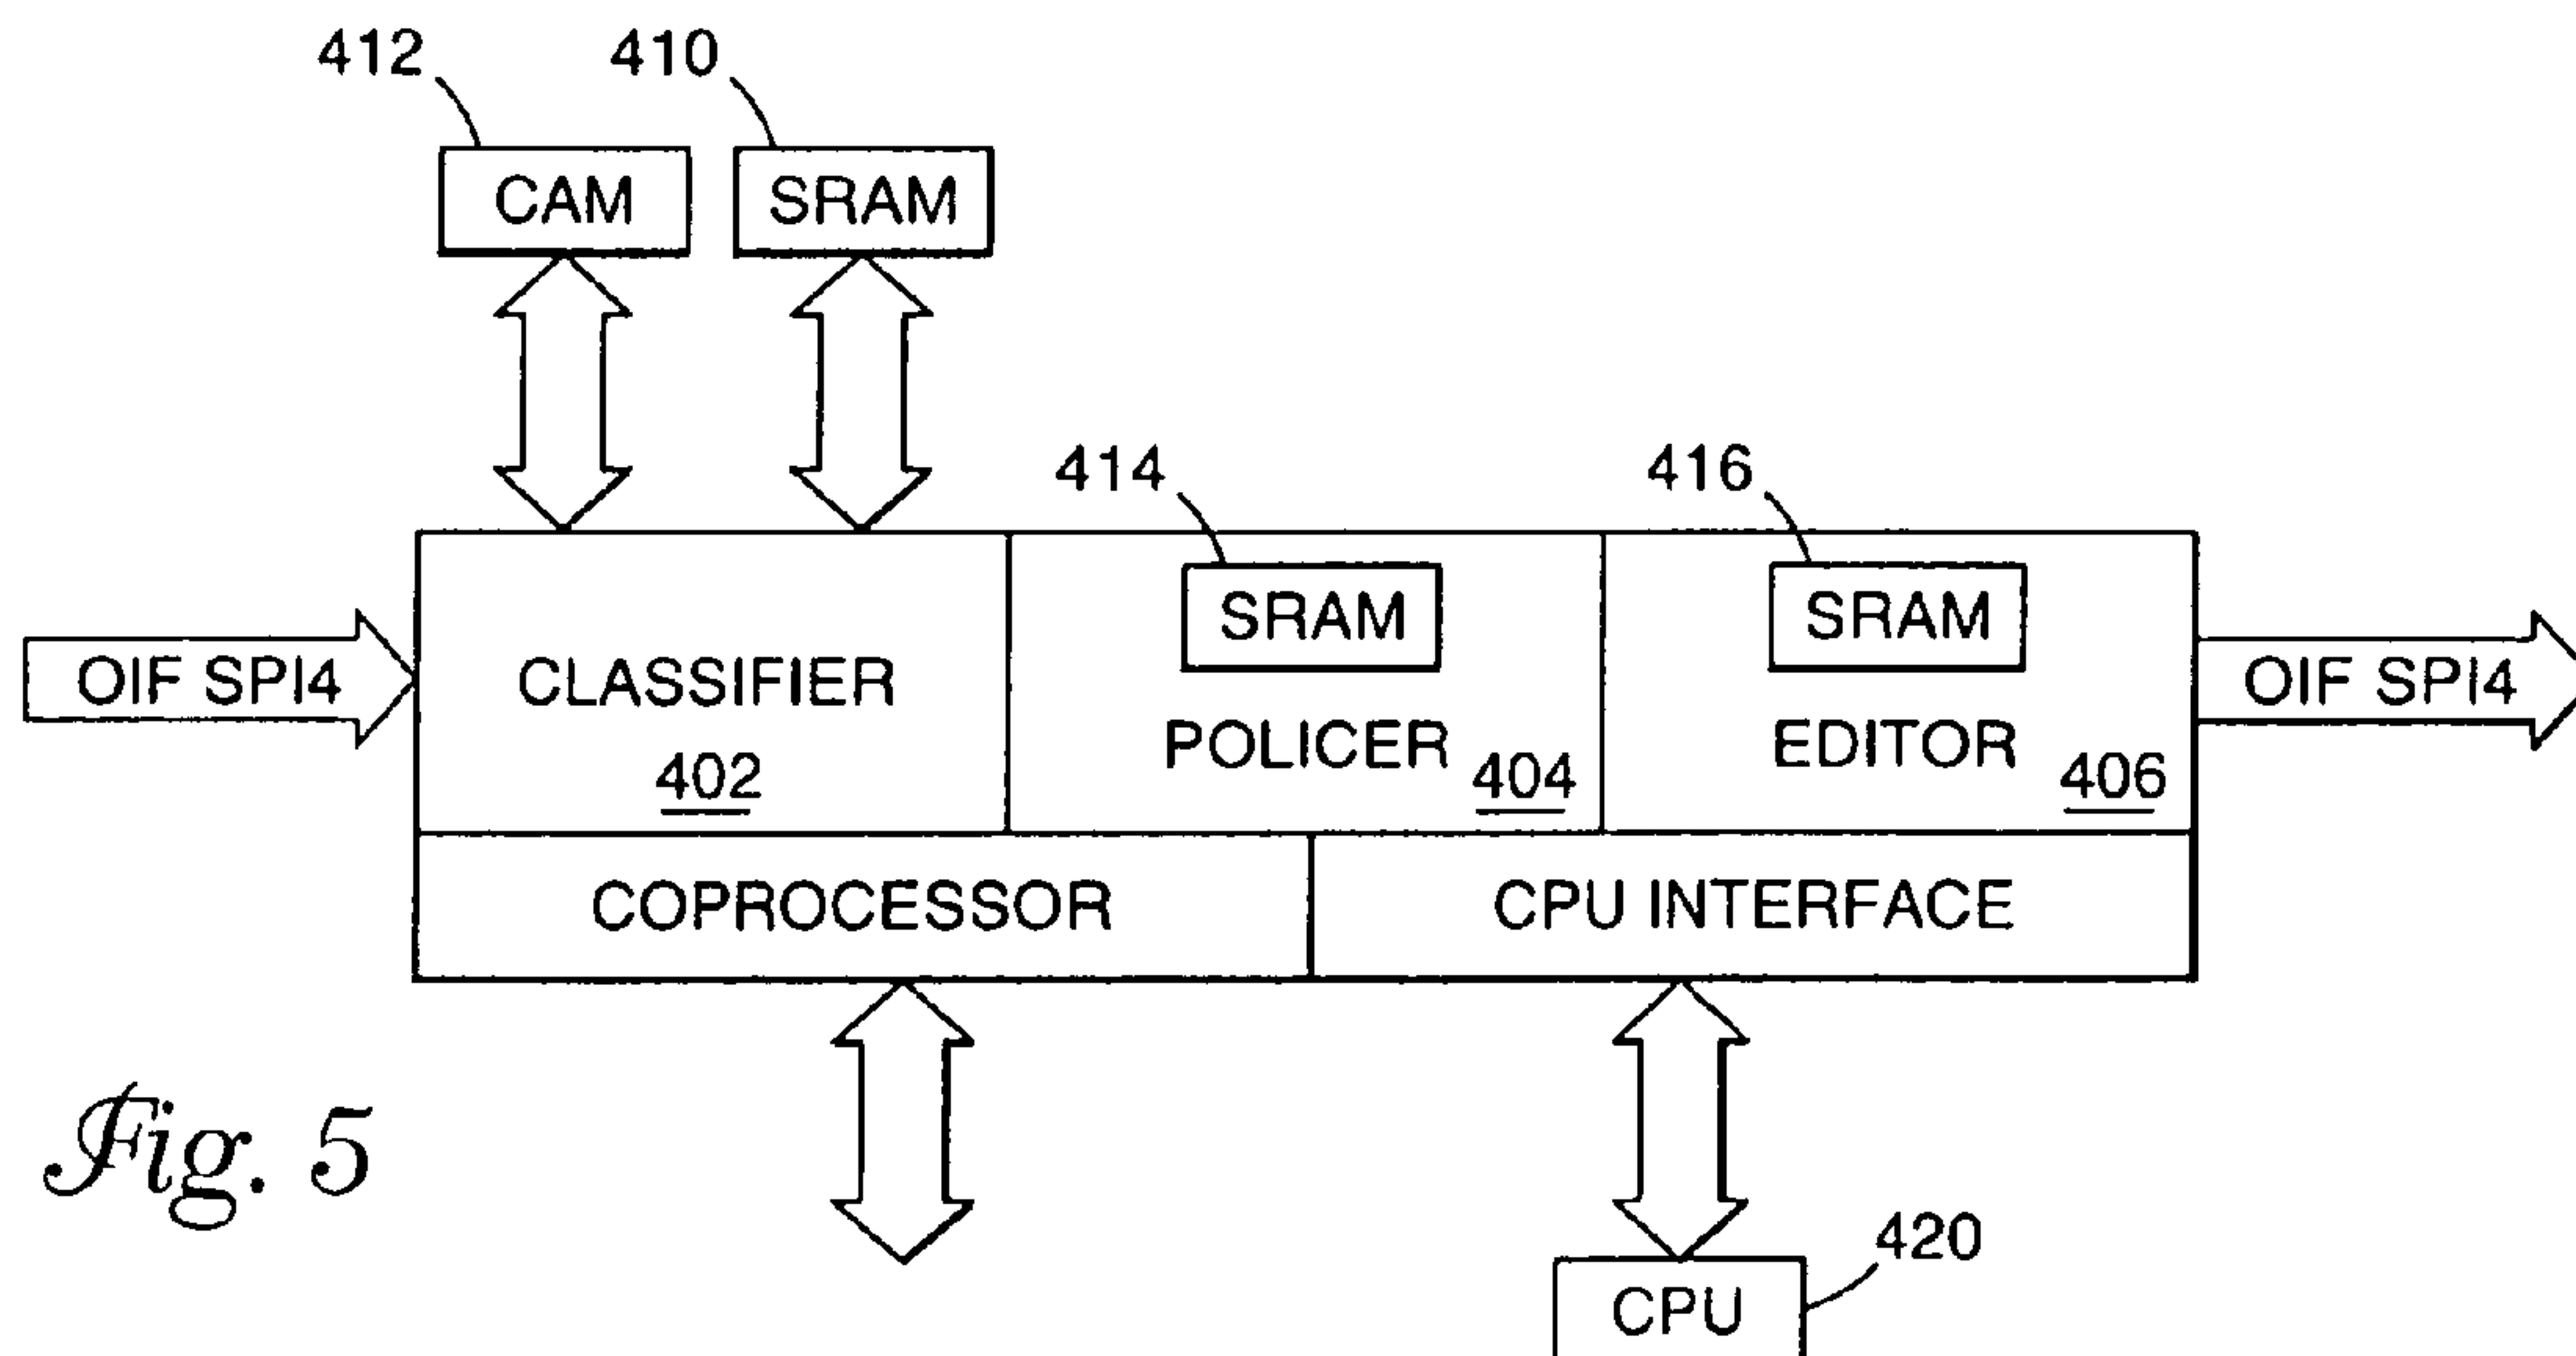 412
410
CAM
SRAM
414
416
SRAM
SRAM
OIF SPI4
CLASSIFIER
OIF SPI4
POLICER
EDITOR
402
404
406
COPROCESSOR
CPU INTERFACE
Fig. 5
420
CPU